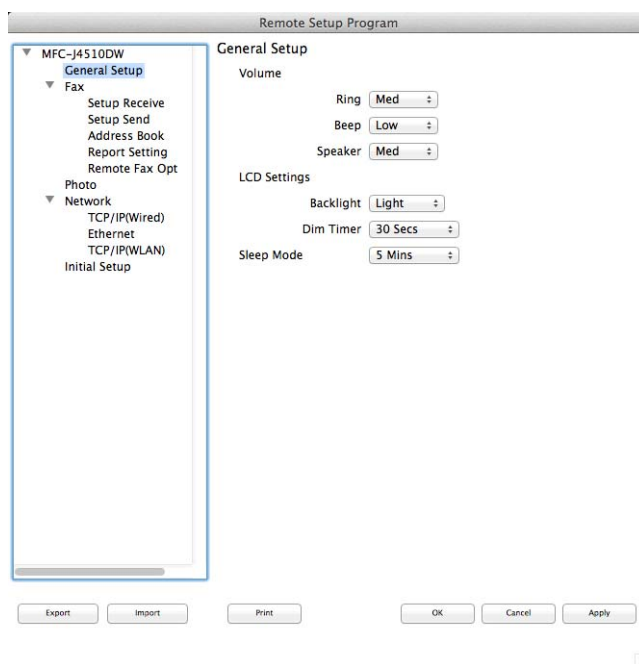 Remote Setup Program
MFC-J4510DW
General Setup
Fax
Setup Receive
Setup Send
Address Book
Report Setting
Remote Fax Opt
Photo
Network
TCP/IP(Wired)
Ethernet
TCP/IP(WLAN)
Initial Setup
General Setup
Volume
Ring Med
Beep Low
Speaker Med
LCD Settings
Backlight Light
Dim Timer 30 Secs
Sleep Mode 5 Mins
Export Import Print OK Cancel Apply